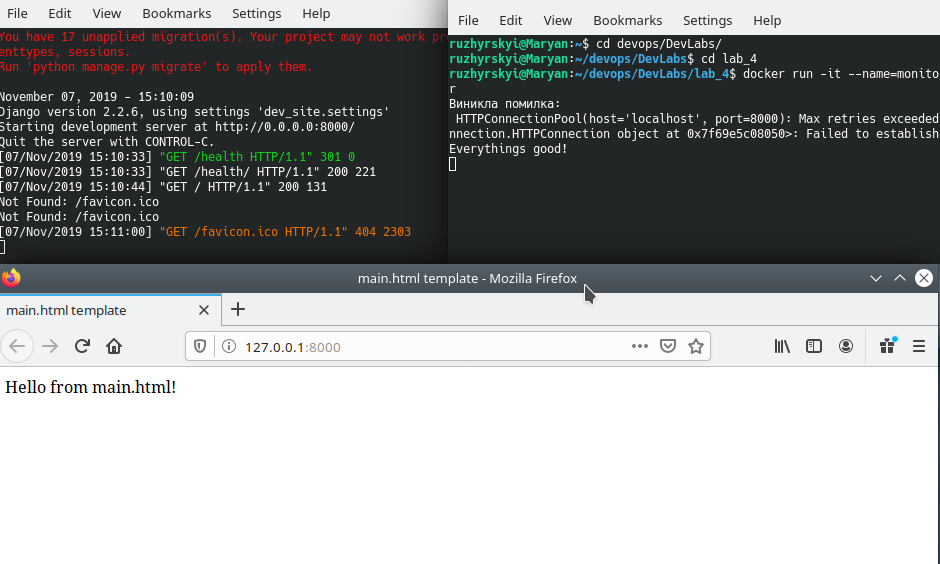 File Edit View Bookmarks Settings Help
You have 17 unapplied migration(s). Your project may not work pr
enttypes, sessions.
Run 'python manage.py migrate' to apply them.
November 07, 2019 - 15:10:09
Django version 2.2.6, using settings 'dev_site.settings'
Starting development server at http://0.0.0.0:8000/
Quit the server with CONTROL-C.
[07/Nov/2019 15:10:33] "GET /health HTTP/1.1" 301 0
[07/Nov/2019 15:10:33] "GET /health/ HTTP/1.1" 200 221
[07/Nov/2019 15:10:44] "GET / HTTP/1.1" 200 131
Not Found: /favicon.ico
Not Found: /favicon.ico
[07/Nov/2019 15:11:00] "GET /favicon.ico HTTP/1.1" 404 2303
File Edit View Bookmarks Settings Help
ruzhyrskyi@Maryan:~$ cd devops/DevLabs/
ruzhyrskyi@Maryan:~/devops/DevLabs$ cd lab_4
ruzhyrskyi@Maryan:~/devops/DevLabs/lab_4$ docker run -it --name=monito
r
Виникла помилка:
HTTPConnectionPool(host='localhost', port=8000): Max retries exceeded
nnection.HTTPConnection object at 0x7f69e5c08050>: Failed to establish
Everythings good!
main.html template - Mozilla Firefox
main.html template
127.0.0.1:8000
Hello from main.html!